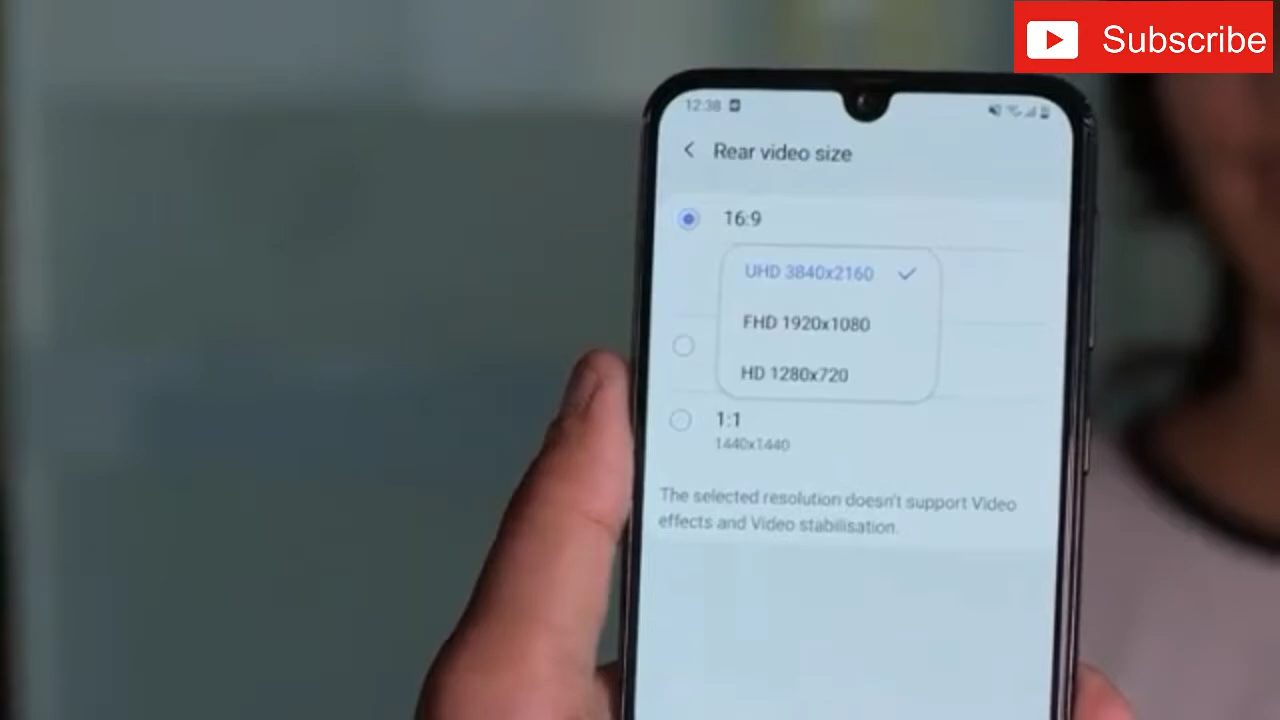 Subscribe
12:38
Rear video size
16:9
UHD 3840x2160
FHD 1920x1080
HD 1280x720
1:1
1440x1440
The selected resolution doesn't support Video
effects and Video stabilisation.